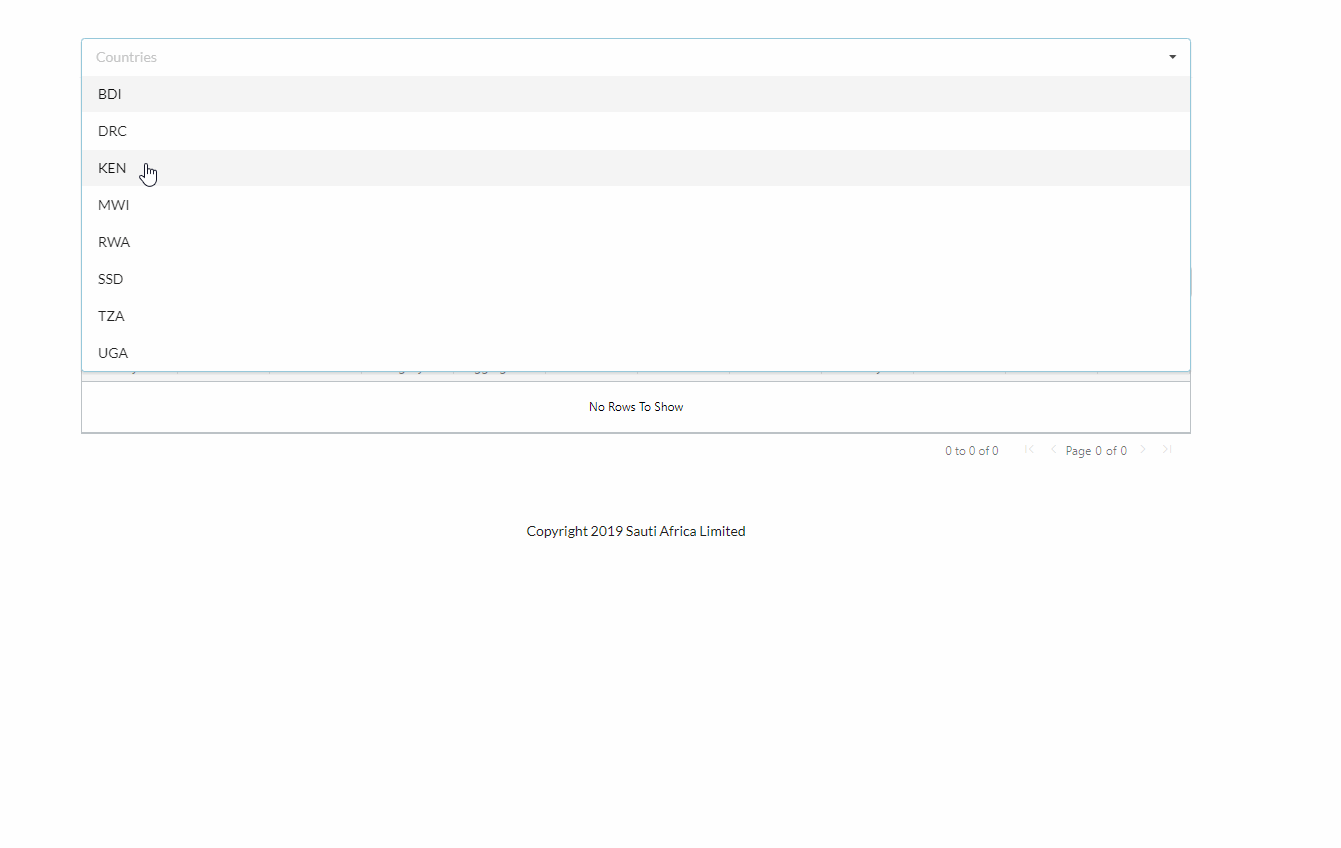 Countries
BDI
DRC
KEN
MWI
RWA
SSD
TZA
UGA
No Rows To Show
0 to 0 of 0 Page 0 of 0
Copyright 2019 Sauti Africa Limited